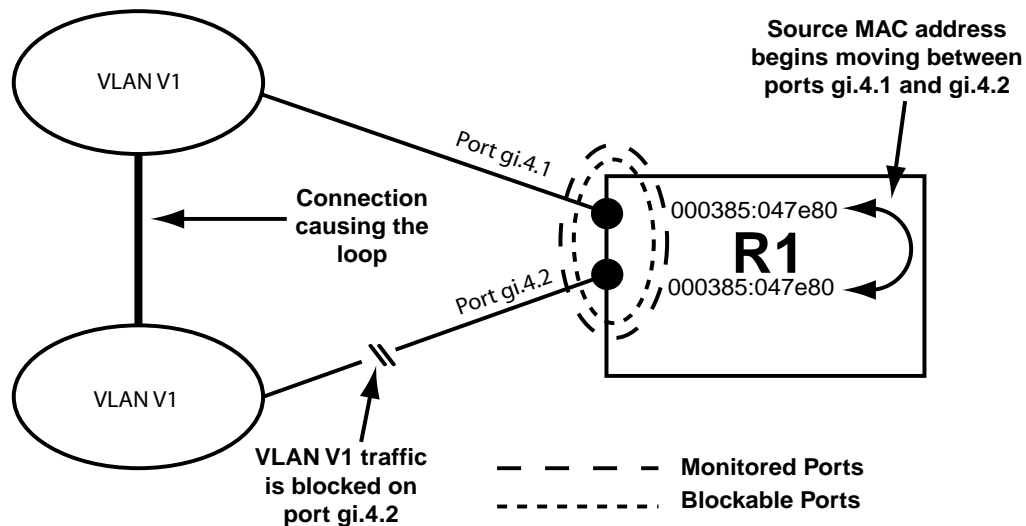 VLAN V1
Source MAC address
begins moving between
ports gi.4.1 and gi.4.2
Port gi.4.1
Connection
causing the
loop
000385:047e80
R1
000385:047e80
Port gi.4.2
VLAN V1
VLAN V1 traffic
is blocked on
port gi.4.2
Monitored Ports
Blockable Ports